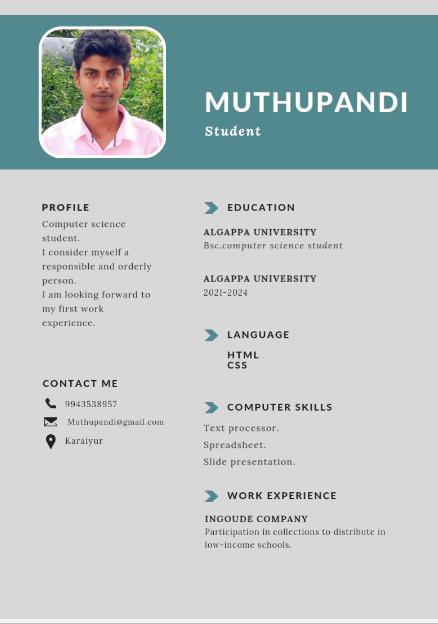 MUTHUPANDI
Student
PROFILE
Computer science
student.
I consider myself a
responsible and orderly
person.
I am looking forward to
my first work
experience.
CONTACT ME
9943538957
Muthupandi@gmail.com
Karaiyur
EDUCATION
ALGAPPA UNIVERSITY
Bsc.computer science student
ALGAPPA UNIVERSITY
2021-2024
LANGUAGE
HTML
CSS
COMPUTER SKILLS
Text processor.
Spreadsheet.
Slide presentation.
WORK EXPERIENCE
INGOUDE COMPANY
Participation in collections to distribute in
low-income schools.